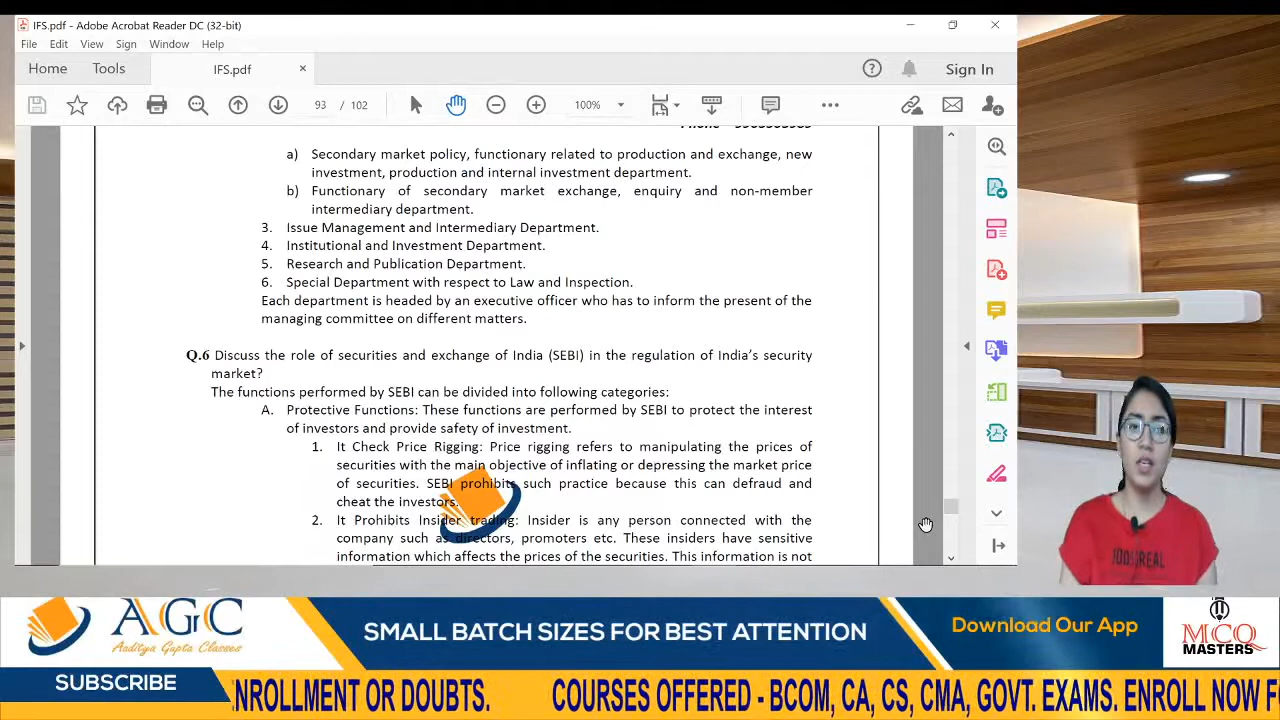 IFS.pdf - Adobe Acrobat Reader DC (32-bit)
File Edit View Sign Window Help
Home Tools IFS.pdf × Sign In
93 / 102 100%
a) Secondary market policy, functionary related to production and exchange, new
investment, production and internal investment department.
b) Functionary of secondary market exchange, enquiry and non-member
intermediary department.
3. Issue Management and Intermediary Department.
4. Institutional and Investment Department.
5. Research and Publication Department.
6. Special Department with respect to Law and Inspection.
Each department is headed by an executive officer who has to inform the present of the
managing committee on different matters.
Q.6 Discuss the role of securities and exchange of India (SEBI) in the regulation of India's security
market?
The functions performed by SEBI can be divided into following categories:
A. Protective Functions: These functions are performed by SEBI to protect the interest
of investors and provide safety of investment.
1. It Check Price Rigging: Price rigging refers to manipulating the prices of
securities with the main objective of inflating or depressing the market price
of securities. SEBI prohibits such practice because this can defraud and
cheat the investors.
2. It Prohibits Insider trading: Insider is any person connected with the
company such as directors, promoters etc. These insiders have sensitive
information which affects the prices of the securities. This information is not
AGC
Aaditya Gupta Classes
SMALL BATCH SIZES FOR BEST ATTENTION
Download Our App
MCQ
MASTERS
SUBSCRIBE
NROLLMENT OR DOUBTS. COURSES OFFERED - BCOM, CA, CS, CMA, GOVT. EXAMS. ENROLL NOW F